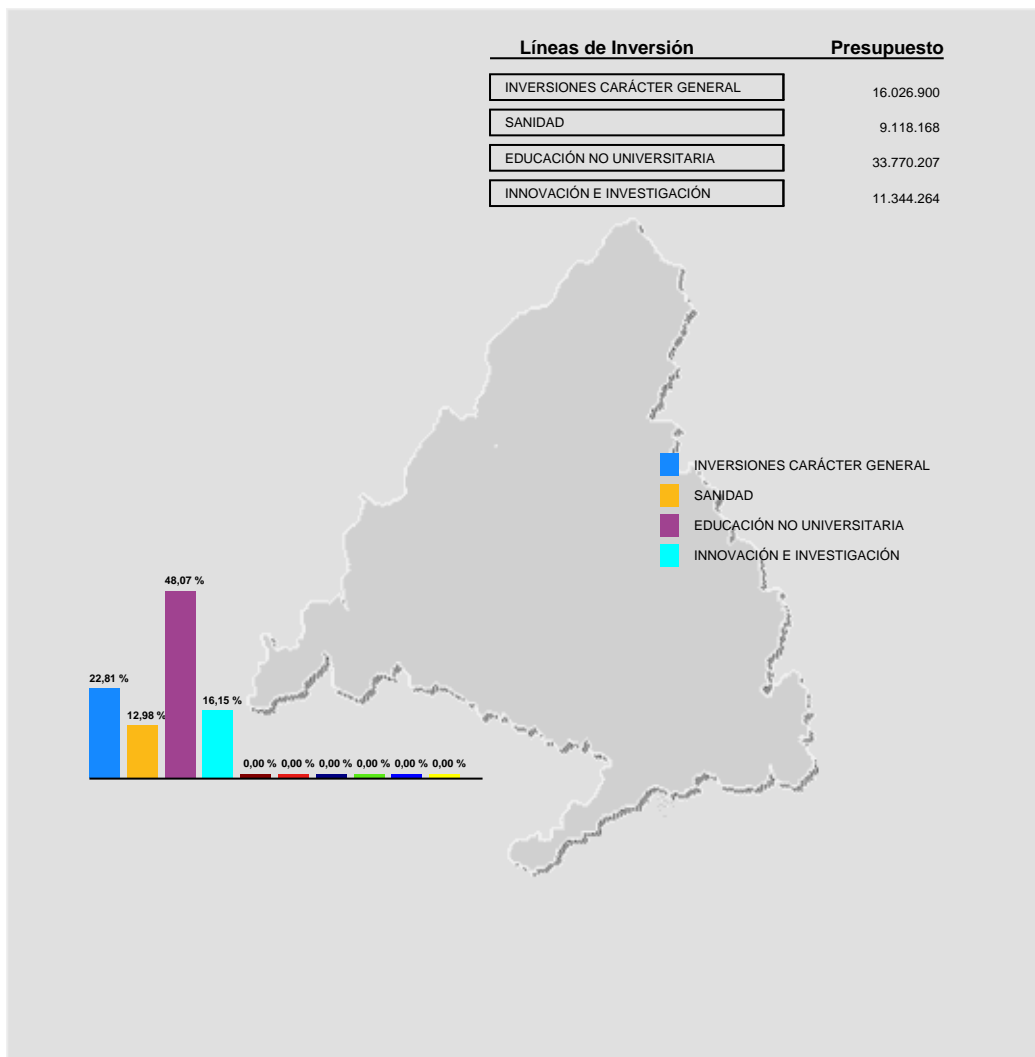 Líneas de Inversión Presupuesto
INVERSIONES CARÁCTER GENERAL 16.026.900
SANIDAD 9.118.168
EDUCACIÓN NO UNIVERSITARIA 33.770.207
INNOVACIÓN E INVESTIGACIÓN 11.344.264
INVERSIONES CARÁCTER GENERAL
SANIDAD
EDUCACIÓN NO UNIVERSITARIA
INNOVACIÓN E INVESTIGACIÓN
48,07 %
22,81 %
12,98 %
16,15 %
0,00 % 0,00 % 0,00 % 0,00 % 0,00 % 0,00 %